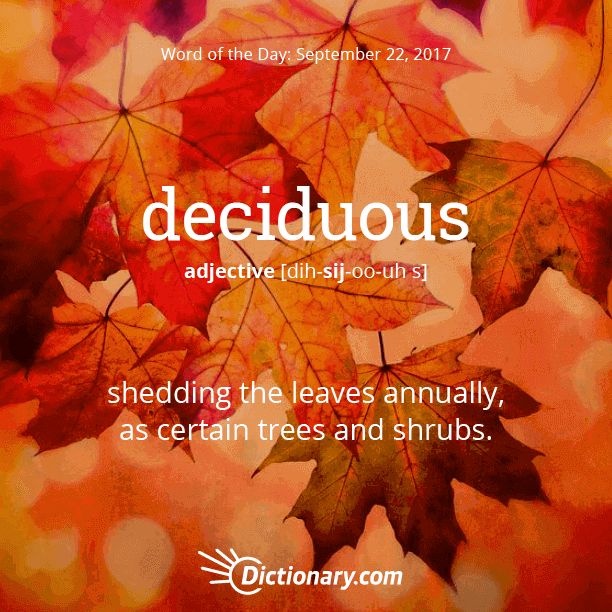 Word of the Day: September 22, 2017
deciduous
adjective [dih-sij-oo-uh s]
shedding the leaves annually,
as certain trees and shrubs.
Dictionary.com